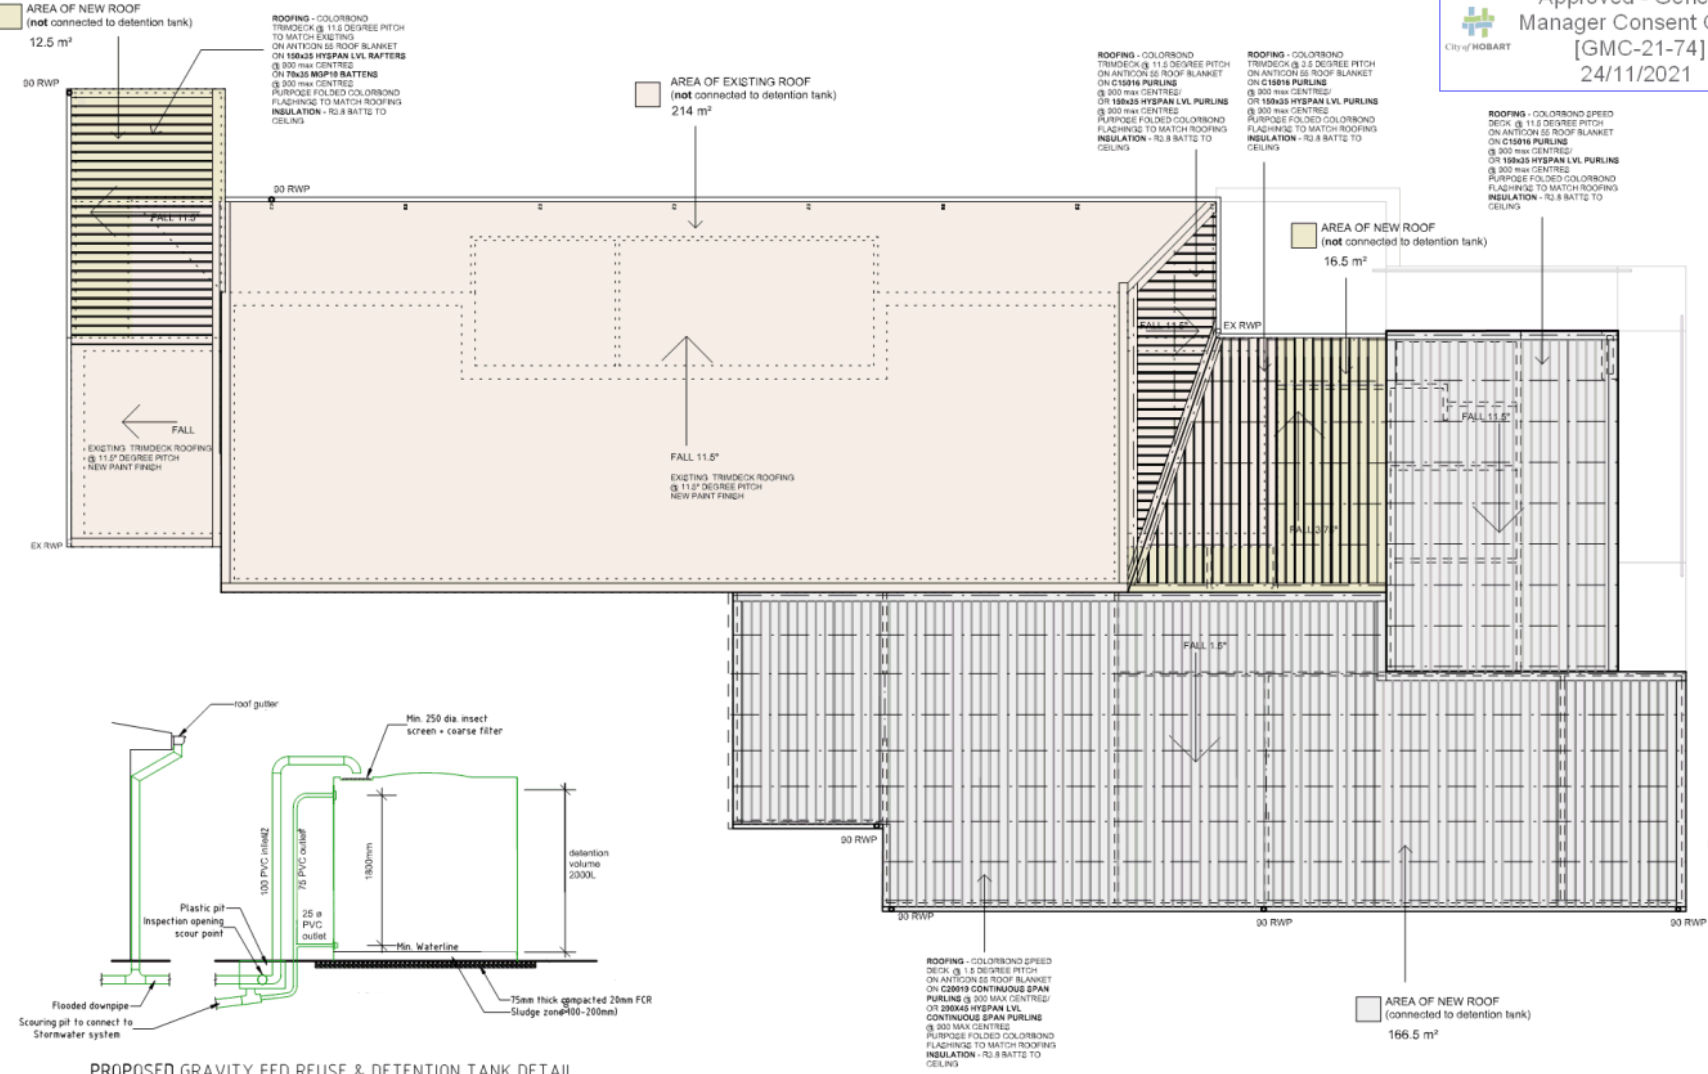 AREA OF NEW ROOF
(not connected to detention tank)
12.5 m²
ROOFING - COLORBOND
TRIMDECK @ 11.5 DEGREE PITCH
TO MATCH EXISTING
ON ANTICON 55 ROOF BLANKET
ON 150x35 HYSPAN LVL RAFTERS
@ 900 max CENTRES
ON 70x35 MGP10 BATTENS
@ 900 max CENTRES
PURPOSE FOLDED COLORBOND
FLASHINGS TO MATCH ROOFING
INSULATION - R3.8 BATTS TO
CEILING
AREA OF EXISTING ROOF
(not connected to detention tank)
214 m²
ROOFING - COLORBOND
TRIMDECK @ 11.5 DEGREE PITCH
ON ANTICON 55 ROOF BLANKET
ON C15016 PURLINS
@ 900 max CENTRES/
OR 150x35 HYSPAN LVL PURLINS
@ 900 max CENTRES
PURPOSE FOLDED COLORBOND
FLASHINGS TO MATCH ROOFING
INSULATION - R3.8 BATTS TO
CEILING
ROOFING - COLORBOND
TRIMDECK @ 3.5 DEGREE PITCH
ON ANTICON 55 ROOF BLANKET
ON C15016 PURLINS
@ 900 max CENTRES/
OR 150x35 HYSPAN LVL PURLINS
@ 900 max CENTRES
PURPOSE FOLDED COLORBOND
FLASHINGS TO MATCH ROOFING
INSULATION - R3.8 BATTS TO
CEILING
City of HOBART
Approved - Gene
Manager Consent O
[GMC-21-74]
24/11/2021
ROOFING - COLORBOND SPEED
DECK @ 11.5 DEGREE PITCH
ON ANTICON 55 ROOF BLANKET
ON C15016 PURLINS
@ 900 max CENTRES/
OR 150x35 HYSPAN LVL PURLINS
@ 900 max CENTRES
PURPOSE FOLDED COLORBOND
FLASHINGS TO MATCH ROOFING
INSULATION - R3.8 BATTS TO
CEILING
90 RWP
90 RWP
FALL 11.5°
AREA OF NEW ROOF
(not connected to detention tank)
16.5 m²
FALL 11.5°
EX RWP
FALL 11.5°
FALL
EXISTING TRIMDECK ROOFING
@ 11.5° DEGREE PITCH
NEW PAINT FINISH
FALL 11.5°
EXISTING TRIMDECK ROOFING
@ 11.5° DEGREE PITCH
NEW PAINT FINISH
EX RWP
FALL 1.5°
90 RWP
90 RWP
90 RWP
90 RWP
roof gutter
Min. 250 dia. insect
screen + coarse filter
100 PVC inlet
75 PVC outlet
1800mm
detention
volume
2000L
Plastic pit
Inspection opening
scour point
25 ø
PVC
outlet
Min. Waterline
Flooded downpipe
Scouring pit to connect to
Stormwater system
75mm thick compacted 20mm FCR
Sludge zone 100-200mm)
ROOFING - COLORBOND SPEED
DECK @ 1.5 DEGREE PITCH
ON ANTICON 55 ROOF BLANKET
ON C20019 CONTINUOUS SPAN
PURLINS @ 900 MAX CENTRES/
OR 200X45 HYSPAN LVL
CONTINUOUS SPAN PURLINS
@ 900 MAX CENTRES
PURPOSE FOLDED COLORBOND
FLASHINGS TO MATCH ROOFING
INSULATION - R3.8 BATTS TO
CEILING
AREA OF NEW ROOF
(connected to detention tank)
166.5 m²
PROPOSED GRAVITY FED REUSE & DETENTION TANK DETAIL